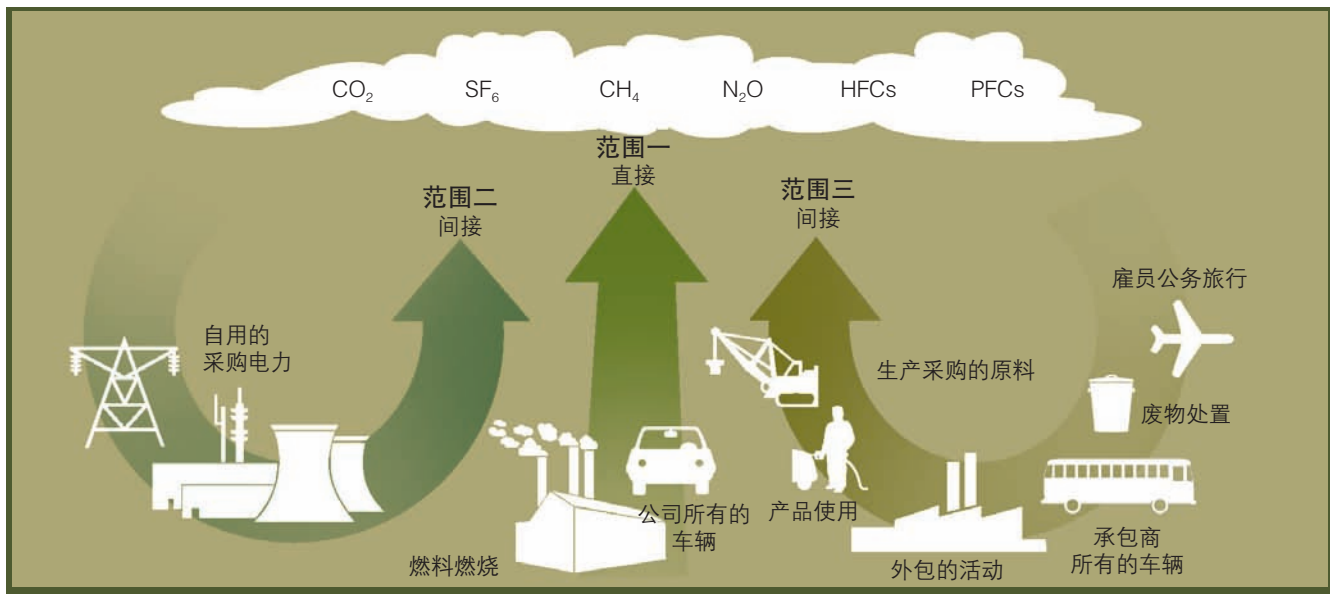 CO₂ SF₆ CH₄ N₂O HFCs PFCs
范围一
直接
范围二
间接
范围三
间接
自用的
采购电力
燃料燃烧
公司所有的
车辆
产品使用
生产采购的原料
外包的活动
雇员公务旅行
废物处置
承包商
所有的车辆